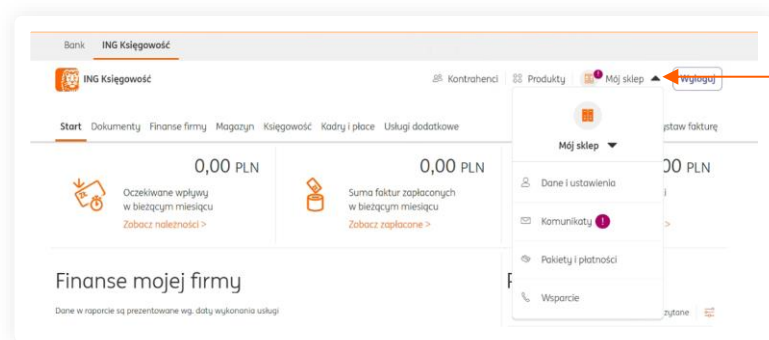 Bank ING Księgowość
ING Księgowość Kontrahenci Produkty Mój sklep Wyloguj
Start Dokumenty Finanse firmy Magazyn Księgowość Kadry i płace Usługi dodatkowe fakturę
Mój sklep
0,00 PLN
Oczekiwane wpływy
w bieżącym miesiącu
Zobacz należności >
0,00 PLN
Suma faktur zapłaconych
w bieżącym miesiącu
Zobacz zapłacone >
00 PLN
>
Dane i ustawienia
Komunikaty !
Pakiety i płatności
Wsparcie
Finanse mojej firmy
Dane w raporcie są prezentowane wg. daty wykonania usługi